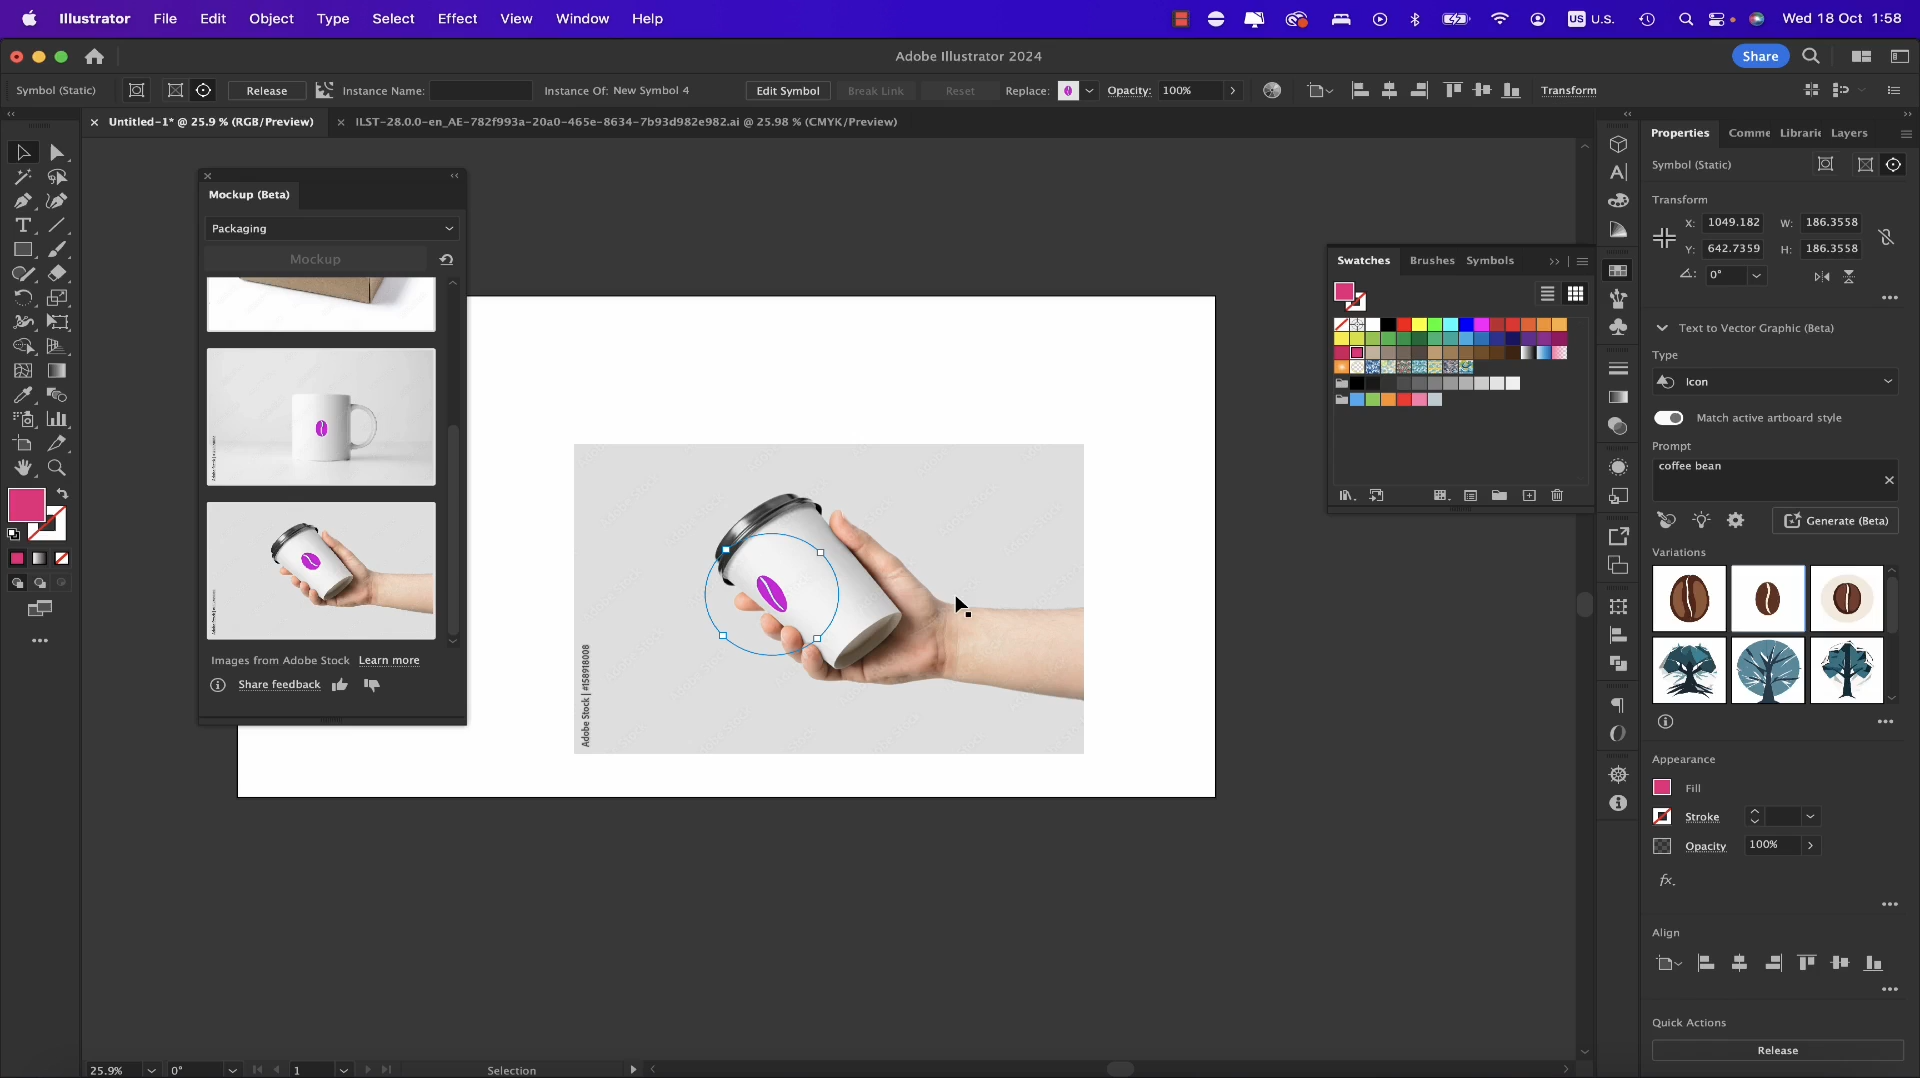 Illustrator File Edit Object Type Select Effect View Window Help
US U.S. Wed 18 Oct 1:58
Adobe Illustrator 2024
Share
Symbol (Static) Release Instance Name: Instance Of: New Symbol 4 Edit Symbol Break Link Reset Replace: Opacity: 100% Transform
Untitled-1* @ 25.9 % (RGB/Preview) ILST-28.0.0-en_AE-782f993a-20a0-465e-8634-7b93d982e982.ai @ 25.98 % (CMYK/Preview)
Mockup (Beta)
Packaging
Mockup
Images from Adobe Stock Learn more
Share feedback
Adobe Stock | #158918008
Swatches Brushes Symbols
Properties Comme Librarie Layers
Symbol (Static)
Transform
X: 1049.182 W: 186.3558
Y: 642.7359 H: 186.3558
0°
Text to Vector Graphic (Beta)
Type
Icon
Match active artboard style
Prompt
coffee bean
Generate (Beta)
Variations
Appearance
Fill
Stroke
Opacity 100%
fx.
Align
Quick Actions
Release
25.9% 0° 1 Selection